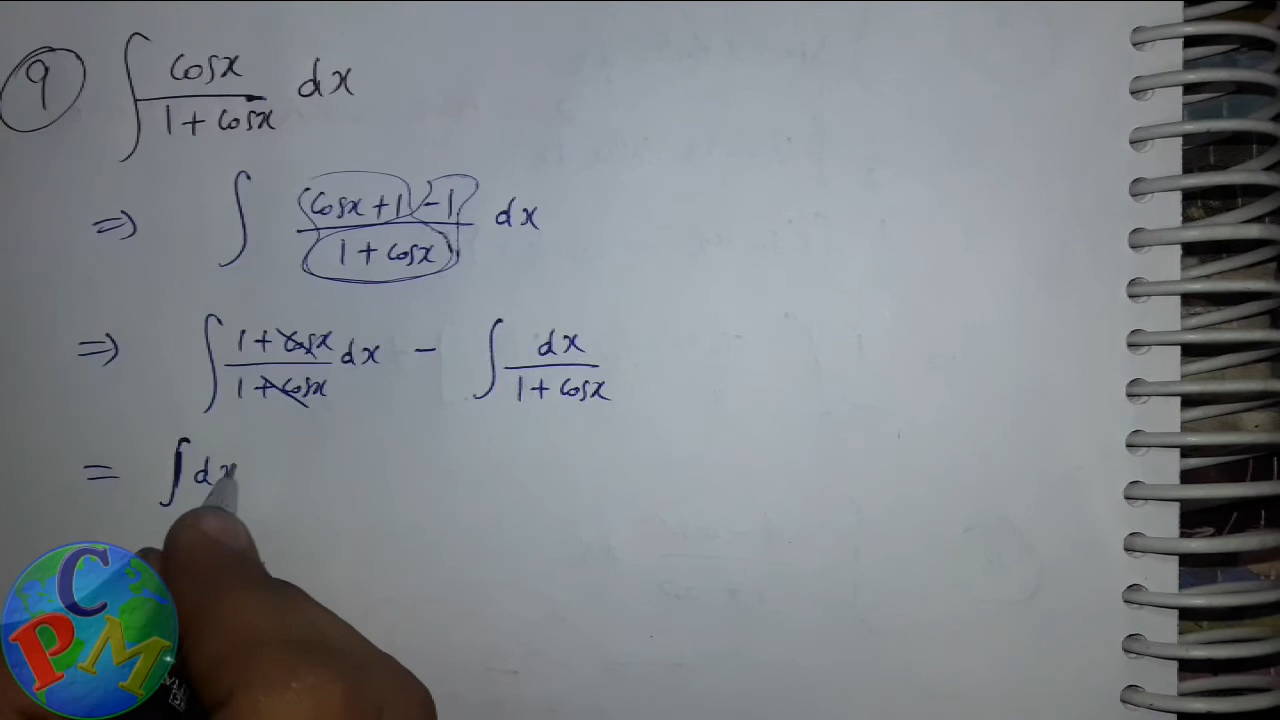 9 ∫ cosx / 1 + cosx dx
⇒ ∫ (cosx + 1) - 1 / 1 + cosx dx
⇒ ∫ 1 + cosx / 1 + cosx dx - ∫ dx / 1 + cosx
= ∫ dx
C
P M